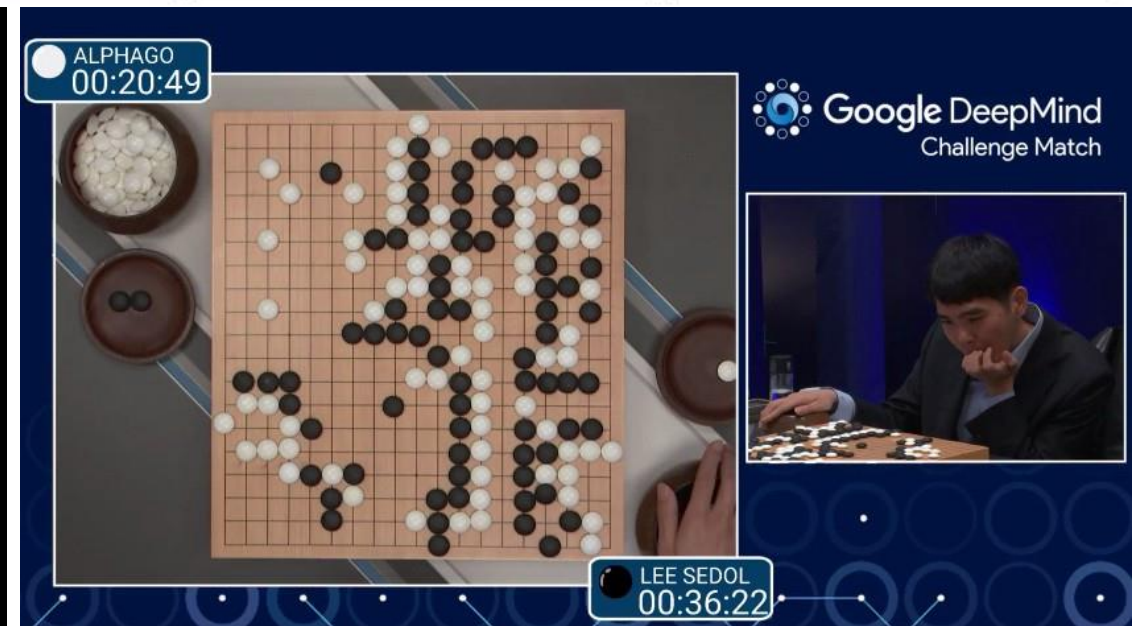 ALPHAGO
00:20:49
Google DeepMind
Challenge Match
LEE SEDOL
00:36:22